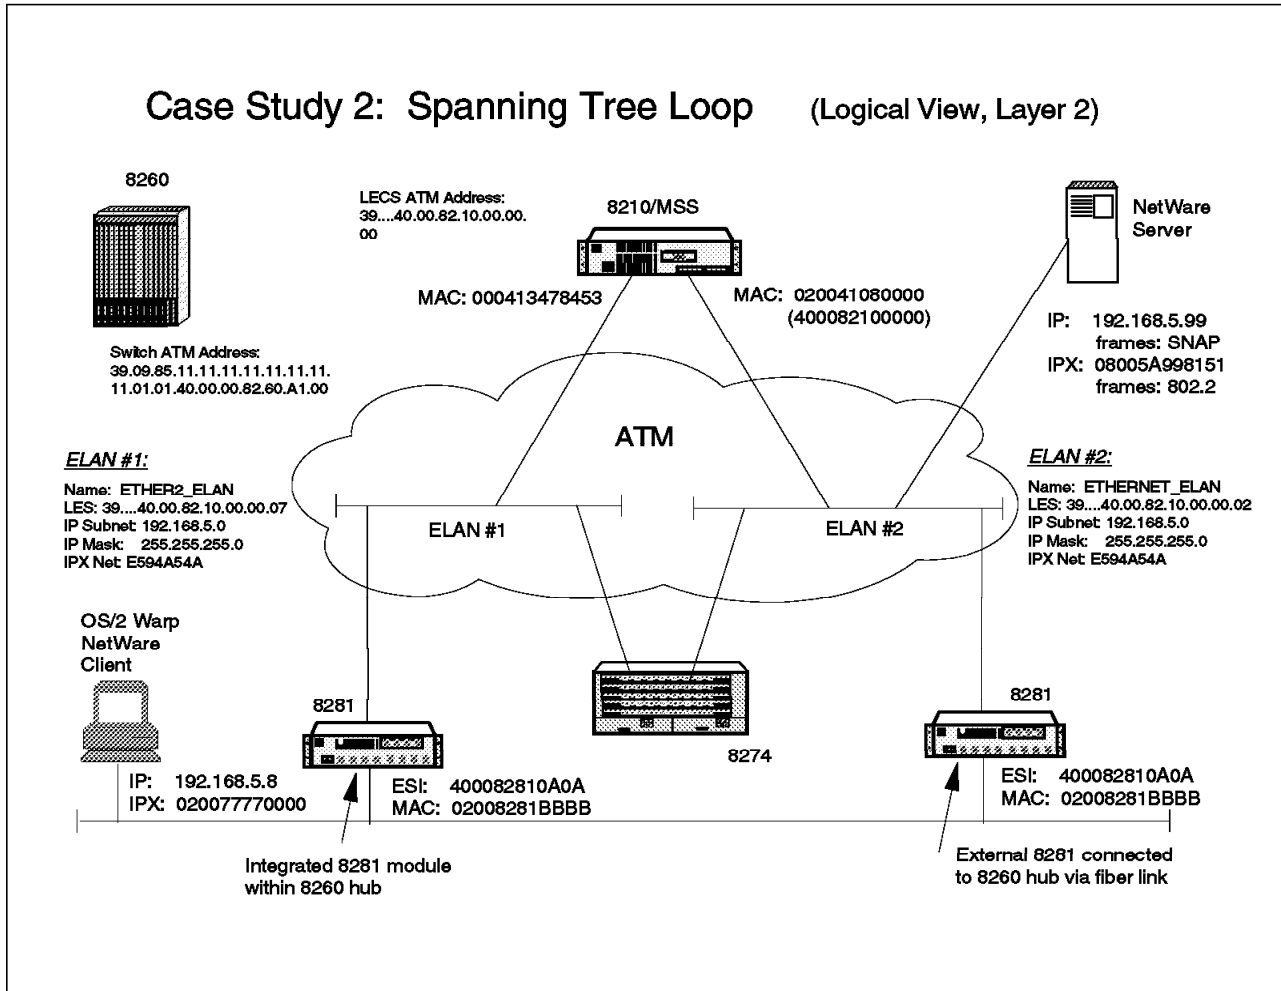 Case Study 2: Spanning Tree Loop (Logical View, Layer 2)
8260
Switch ATM Address:
39.09.85.11.11.11.11.11.11.11.
11.01.01.40.00.00.82.60.A1.00
LECS ATM Address:
39....40.00.82.10.00.00.
00
8210/MSS
MAC: 000413478453
MAC: 020041080000
(400082100000)
NetWare
Server
IP: 192.168.5.99
frames: SNAP
IPX: 08005A998151
frames: 802.2
ATM
ELAN #1:
Name: ETHER2_ELAN
LES: 39....40.00.82.10.00.00.07
IP Subnet: 192.168.5.0
IP Mask: 255.255.255.0
IPX Net: E594A54A
ELAN #1
ELAN #2
ELAN #2:
Name: ETHERNET_ELAN
LES: 39....40.00.82.10.00.00.02
IP Subnet: 192.168.5.0
IP Mask: 255.255.255.0
IPX Net: E594A54A
OS/2 Warp
NetWare
Client
IP: 192.168.5.8
IPX: 020077770000
8281
ESI: 400082810A0A
MAC: 02008281BBBB
8274
8281
ESI: 400082810A0A
MAC: 02008281BBBB
Integrated 8281 module
within 8260 hub
External 8281 connected
to 8260 hub via fiber link